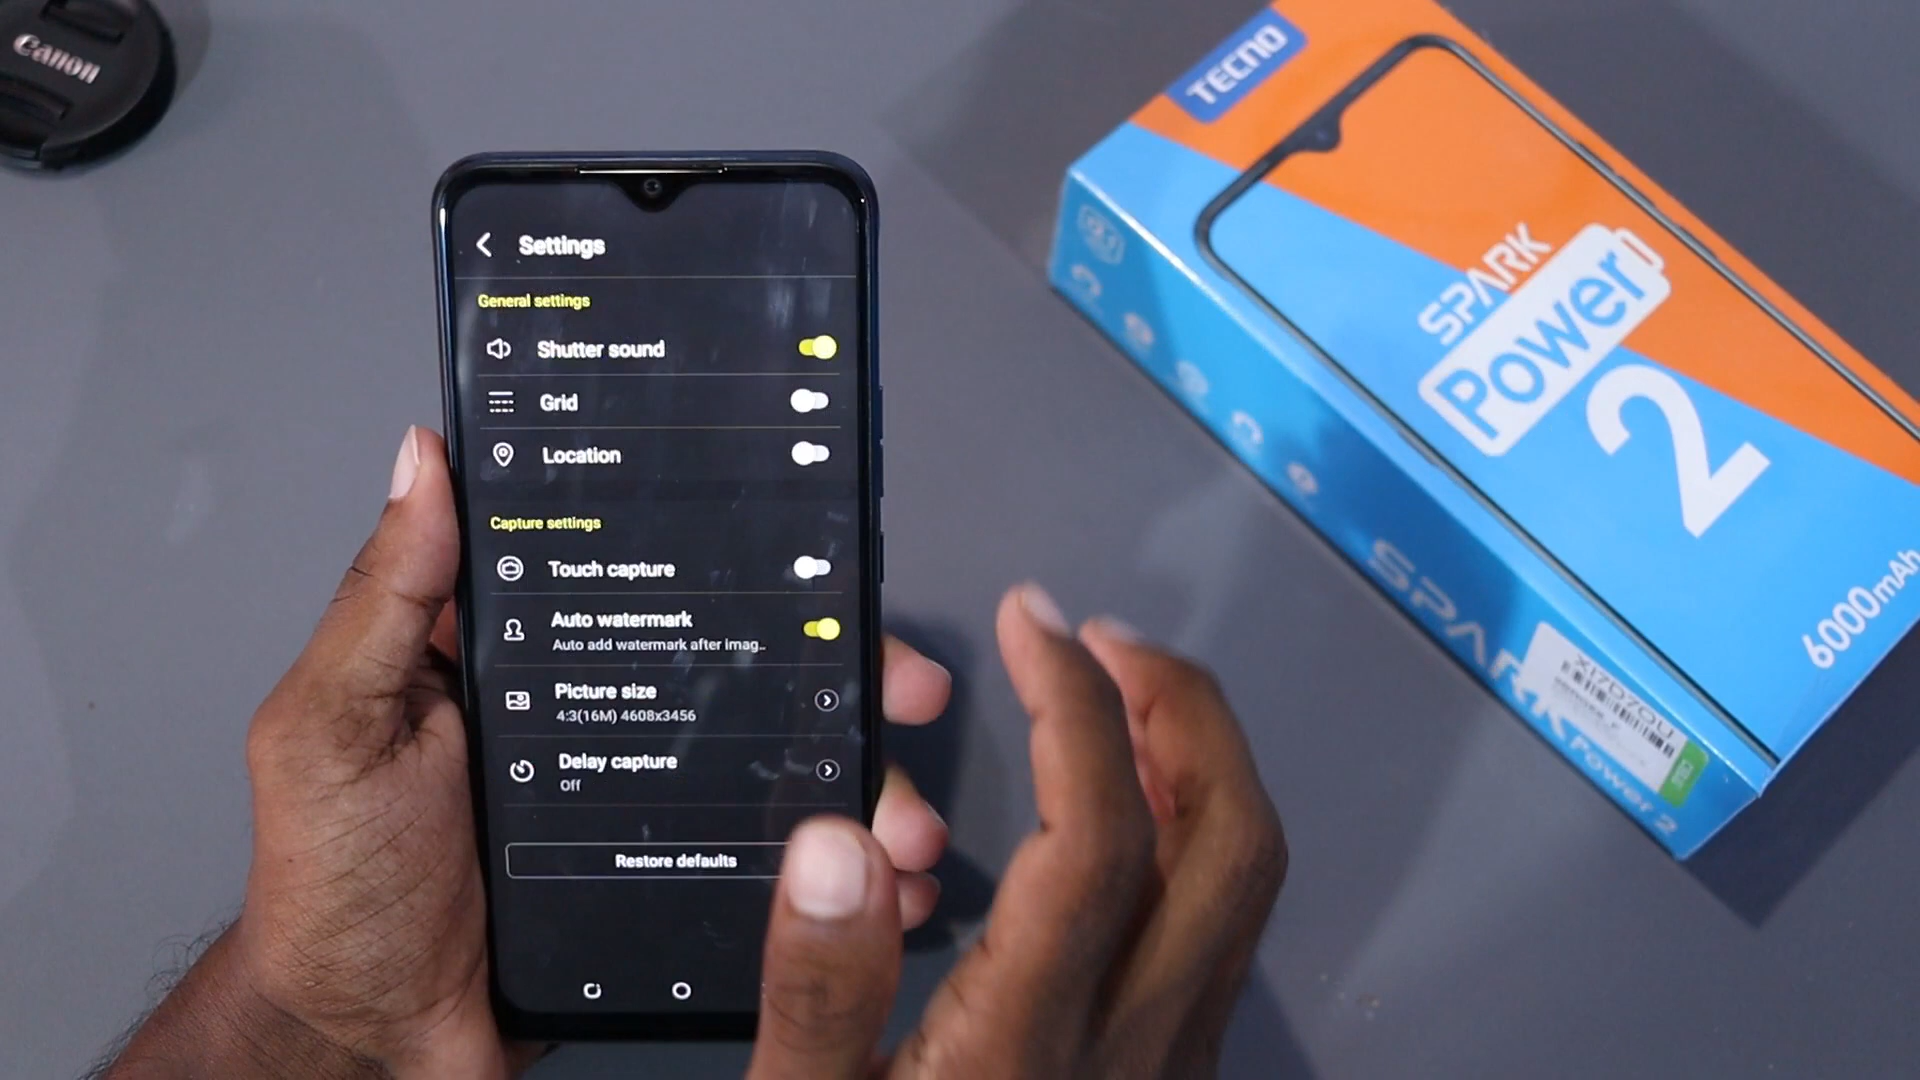 Canon
Settings
General settings
Shutter sound
Grid
Location
Capture settings
Touch capture
Auto watermark
Auto add watermark after imag..
Picture size
4:3(16M) 4608x3456
Delay capture
Off
Restore defaults
TECNO
SPARK
Power
2
6000mAh
SPARK
Power 2